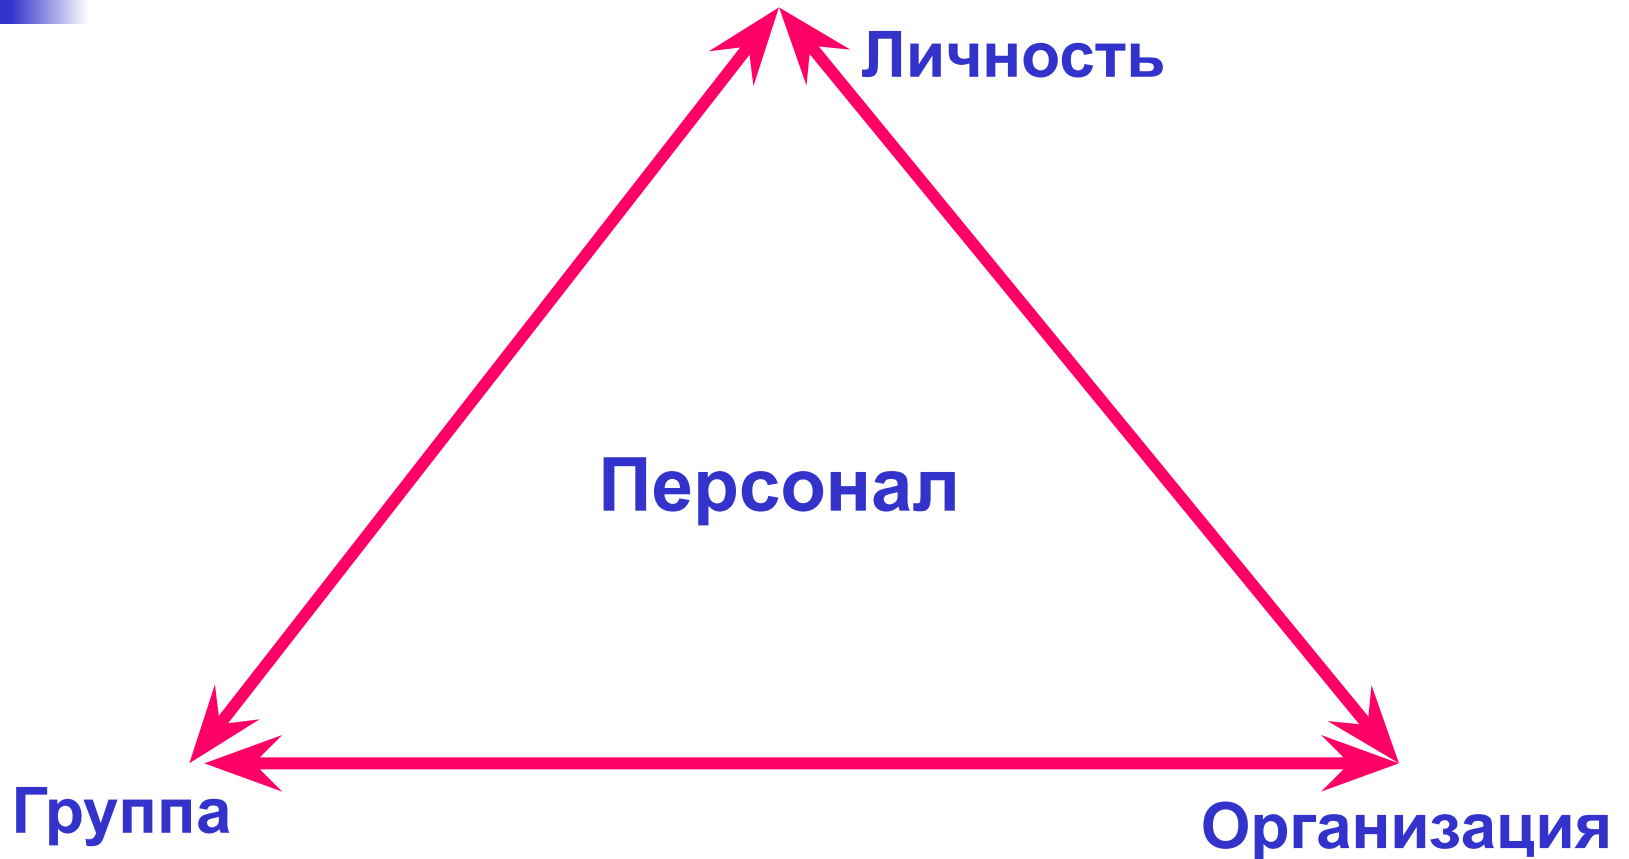 Личность
Персонал
Группа
Организация